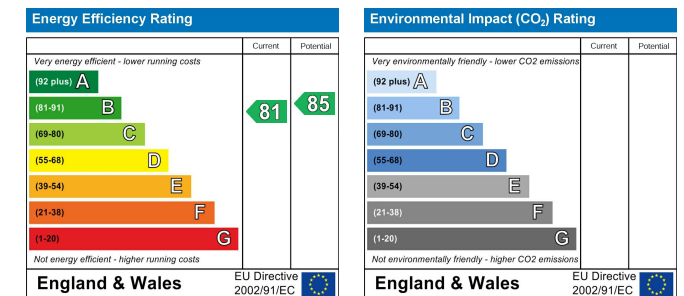 Energy Efficiency Rating
Current Potential
Very energy efficient - lower running costs
(92 plus) A
(81-91) B
81 85
(69-80) C
(55-68) D
(39-54) E
(21-38) F
(1-20) G
Not energy efficient - higher running costs
England & Wales
EU Directive
2002/91/EC
Environmental Impact (CO₂) Rating
Current Potential
Very environmentally friendly - lower CO2 emissions
(92 plus) A
(81-91) B
(69-80) C
(55-68) D
(39-54) E
(21-38) F
(1-20) G
Not environmentally friendly - higher CO2 emissions
England & Wales
EU Directive
2002/91/EC